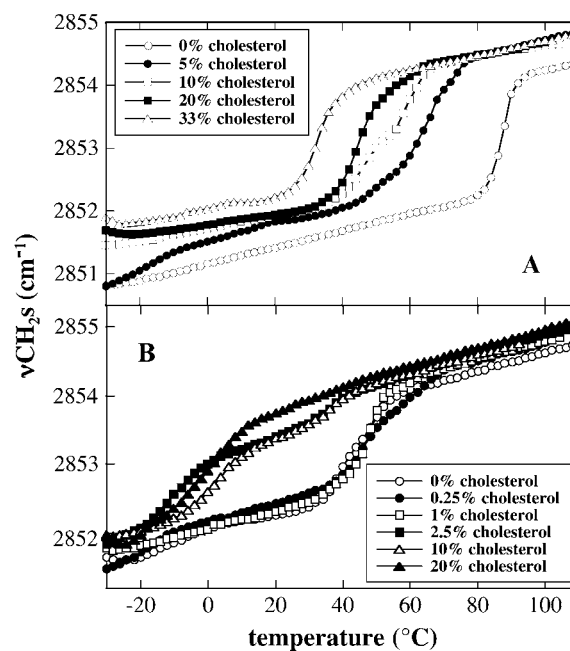 2855
2854
2853
2852
2851
0% cholesterol
5% cholesterol
10% cholesterol
20% cholesterol
33% cholesterol
A
νCH2s (cm⁻¹)
2855
2854
2853
2852
B
0% cholesterol
0.25% cholesterol
1% cholesterol
2.5% cholesterol
10% cholesterol
20% cholesterol
-20 0 20 40 60 80 100
temperature (°C)